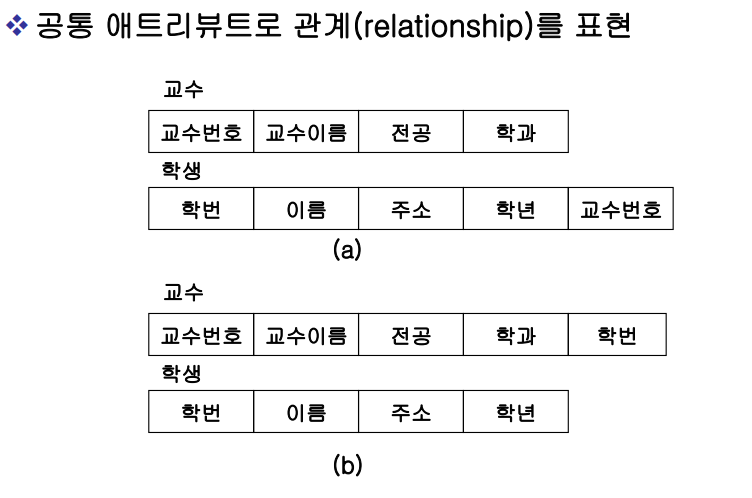 ❖ 공통 애트리뷰트로 관계(relationship)를 표현
교수
교수번호 교수이름 전공 학과
학생
학번 이름 주소 학년 교수번호
(a)
교수
교수번호 교수이름 전공 학과 학번
학생
학번 이름 주소 학년
(b)